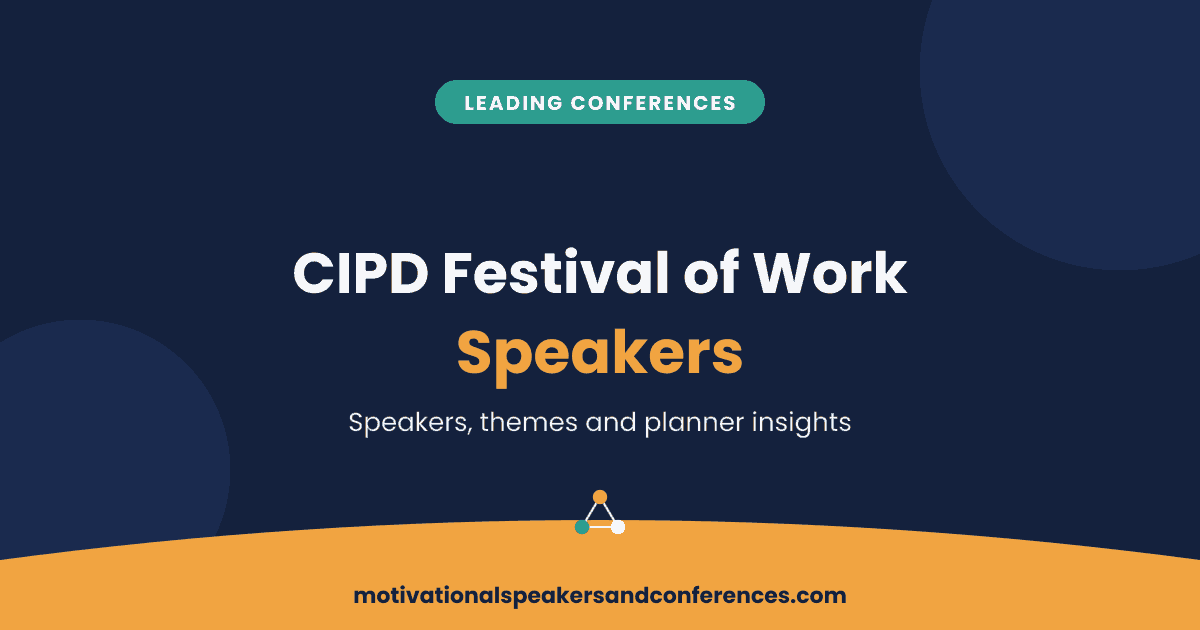 LEADING CONFERENCES
CIPD Festival of Work
Speakers
Speakers, themes and planner insights
motivationalspeakersandconferences.com